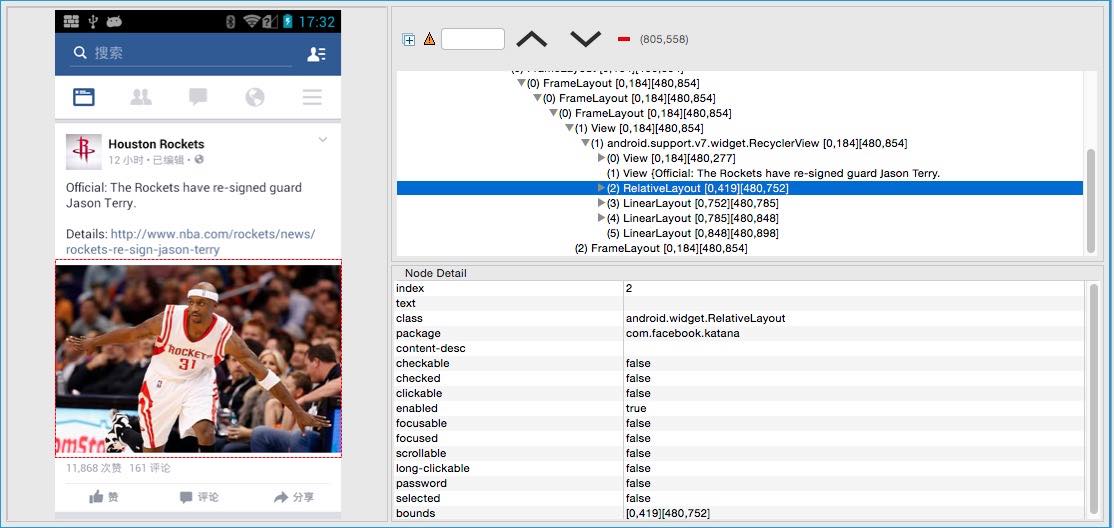 17:32
搜索
Houston Rockets
12 小时 • 已编辑 •
Official: The Rockets have re-signed guard
Jason Terry.
Details: http://www.nba.com/rockets/news/
rockets-re-sign-jason-terry
ROCKETS
31
11,868 次赞 161 评论
赞 评论 分享
(805,558)
(0) FrameLayout [0,184][480,854]
(0) FrameLayout [0,184][480,854]
(0) FrameLayout [0,184][480,854]
(0) FrameLayout [0,184][480,854]
(1) View [0,184][480,854]
(1) android.support.v7.widget.RecyclerView [0,184][480,854]
(0) View [0,184][480,277]
(1) View {Official: The Rockets have re-signed guard Jason Terry.
(2) RelativeLayout [0,419][480,752]
(3) LinearLayout [0,752][480,785]
(4) LinearLayout [0,785][480,848]
(5) LinearLayout [0,848][480,898]
(2) FrameLayout [0,184][480,854]
Node Detail
index 2
text
class android.widget.RelativeLayout
package com.facebook.katana
content-desc
checkable false
checked false
clickable false
enabled true
focusable false
focused false
scrollable false
long-clickable false
password false
selected false
bounds [0,419][480,752]